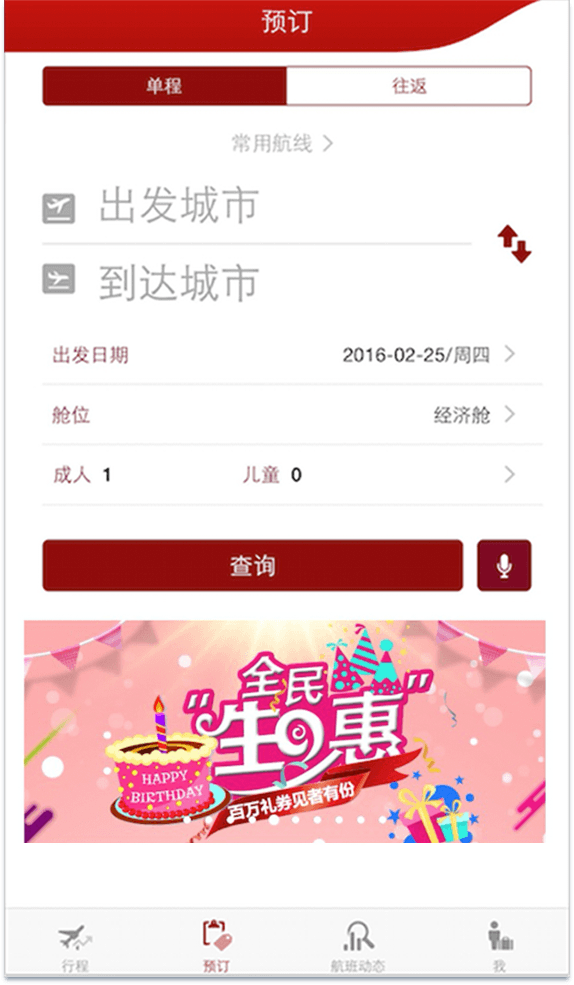 预订
单程 往返
常用航线
出发城市
到达城市
出发日期 2016-02-25/周四
舱位 经济舱
成人 1 儿童 0
查询
全民
“生日惠”
HAPPY
BIRTHDAY
百万礼券见者有份
行程 预订 航班动态 我